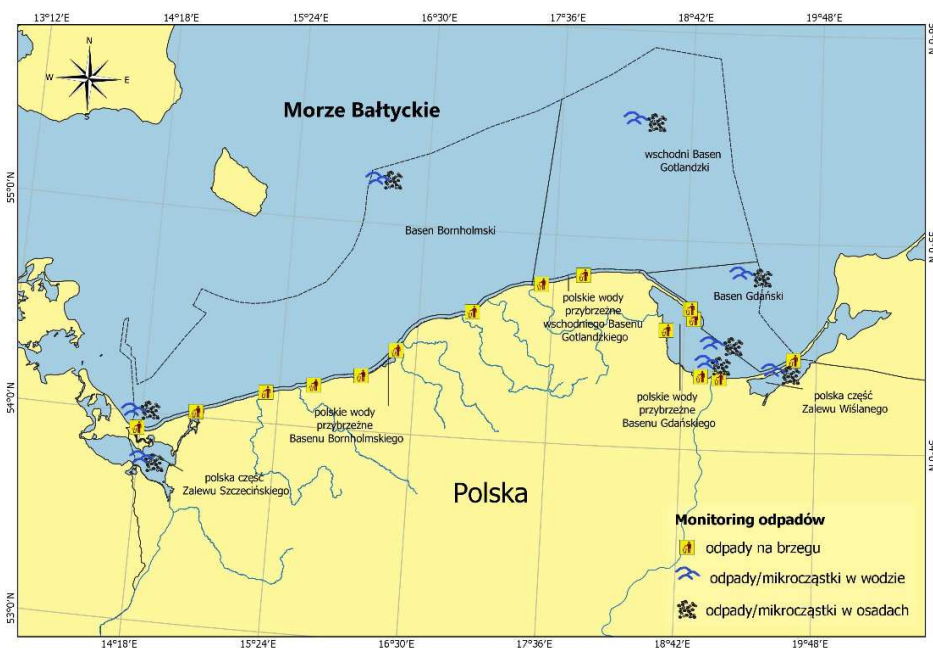 13°12'E
14°18'E
15°24'E
16°30'E
17°36'E
18°42'E
19°48'E
N
W
E
S
Morze Bałtyckie
wschodni Basen
Gotlandzki
55°0'N
Basen Bornholmski
Basen Gdański
polskie wody
przybrzeżne
wschodniego Basenu
Gotlandzkiego
54°0'N
polskie wody
przybrzeżne
Basenu Bornholmskiego
polskie wody
przybrzeżne
Basenu Gdańskiego
polska część
Zalewu Wiślanego
54°0'N
polska część
Zalewu Szczecińskiego
Polska
Monitoring odpadów
odpady na brzegu
odpady/mikrocząstki w wodzie
odpady/mikrocząstki w osadach
53°0'N
14°18'E
15°24'E
16°30'E
17°36'E
18°42'E
19°48'E